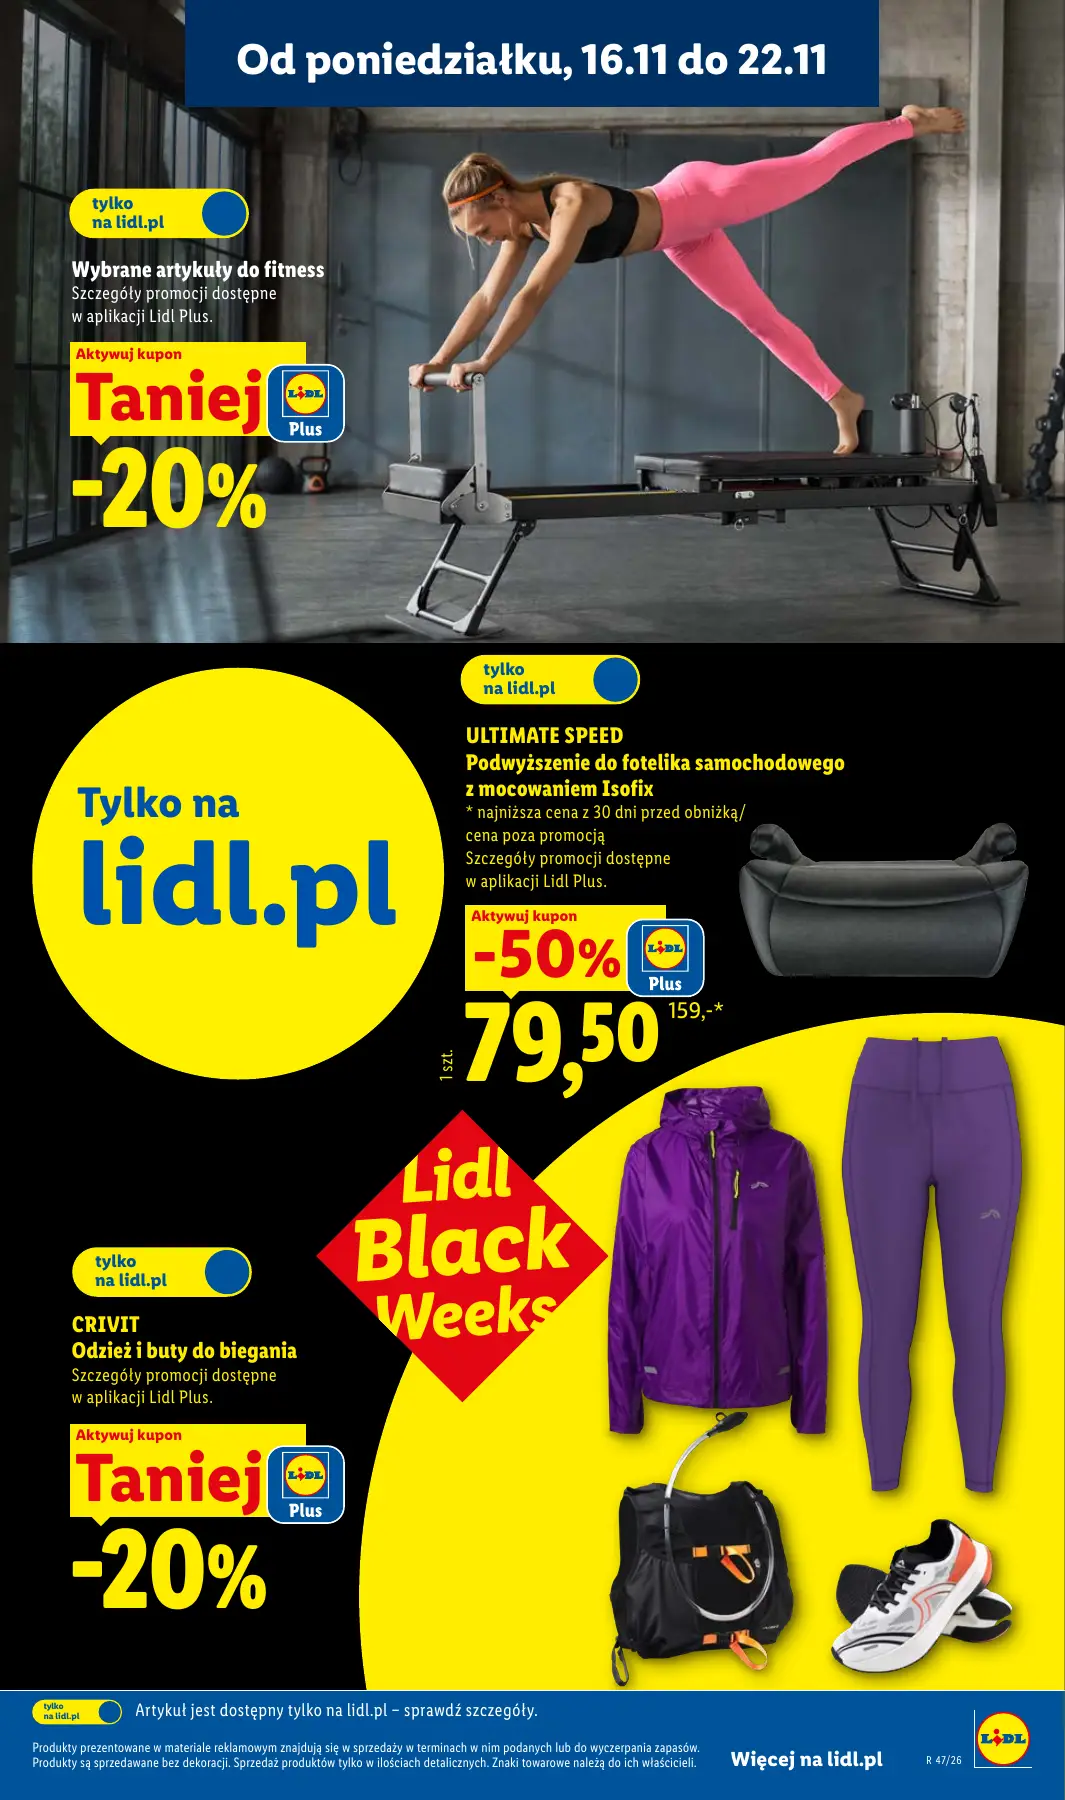 Od poniedziałku, 16.11 do 22.11
tylko
na lidl.pl
Wybrane artykuły do fitness
Szczegóły promocji dostępne
w aplikacji Lidl Plus.
Aktywuj kupon
Taniej
LIDL
Plus
-20%
tylko
na lidl.pl
ULTIMATE SPEED
Podwyższenie do fotelika samochodowego
z mocowaniem Isofix
* najniższa cena z 30 dni przed obniżką/
cena poza promocją
Szczegóły promocji dostępne
w aplikacji Lidl Plus.
Tylko na
lidl.pl
Aktywuj kupon
-50%
LIDL
Plus
159,-*
79,50
1 szt.
Lidl
Black
Weeks
tylko
na lidl.pl
CRIVIT
Odzież i buty do biegania
Szczegóły promocji dostępne
w aplikacji Lidl Plus.
Aktywuj kupon
Taniej
LIDL
Plus
-20%
tylko
na lidl.pl
Artykuł jest dostępny tylko na lidl.pl – sprawdź szczegóły.
Produkty prezentowane w materiale reklamowym znajdują się w sprzedaży w terminach w nim podanych lub do wyczerpania zapasów.
Produkty są sprzedawane bez dekoracji. Sprzedaż produktów tylko w ilościach detalicznych. Znaki towarowe należą do ich właścicieli.
Więcej na lidl.pl
R 47/26
LIDL